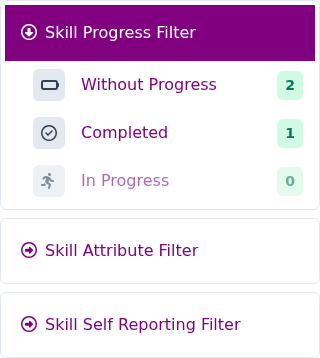 Skill Progress Filter
Without Progress 2
Completed 1
In Progress 0
Skill Attribute Filter
Skill Self Reporting Filter